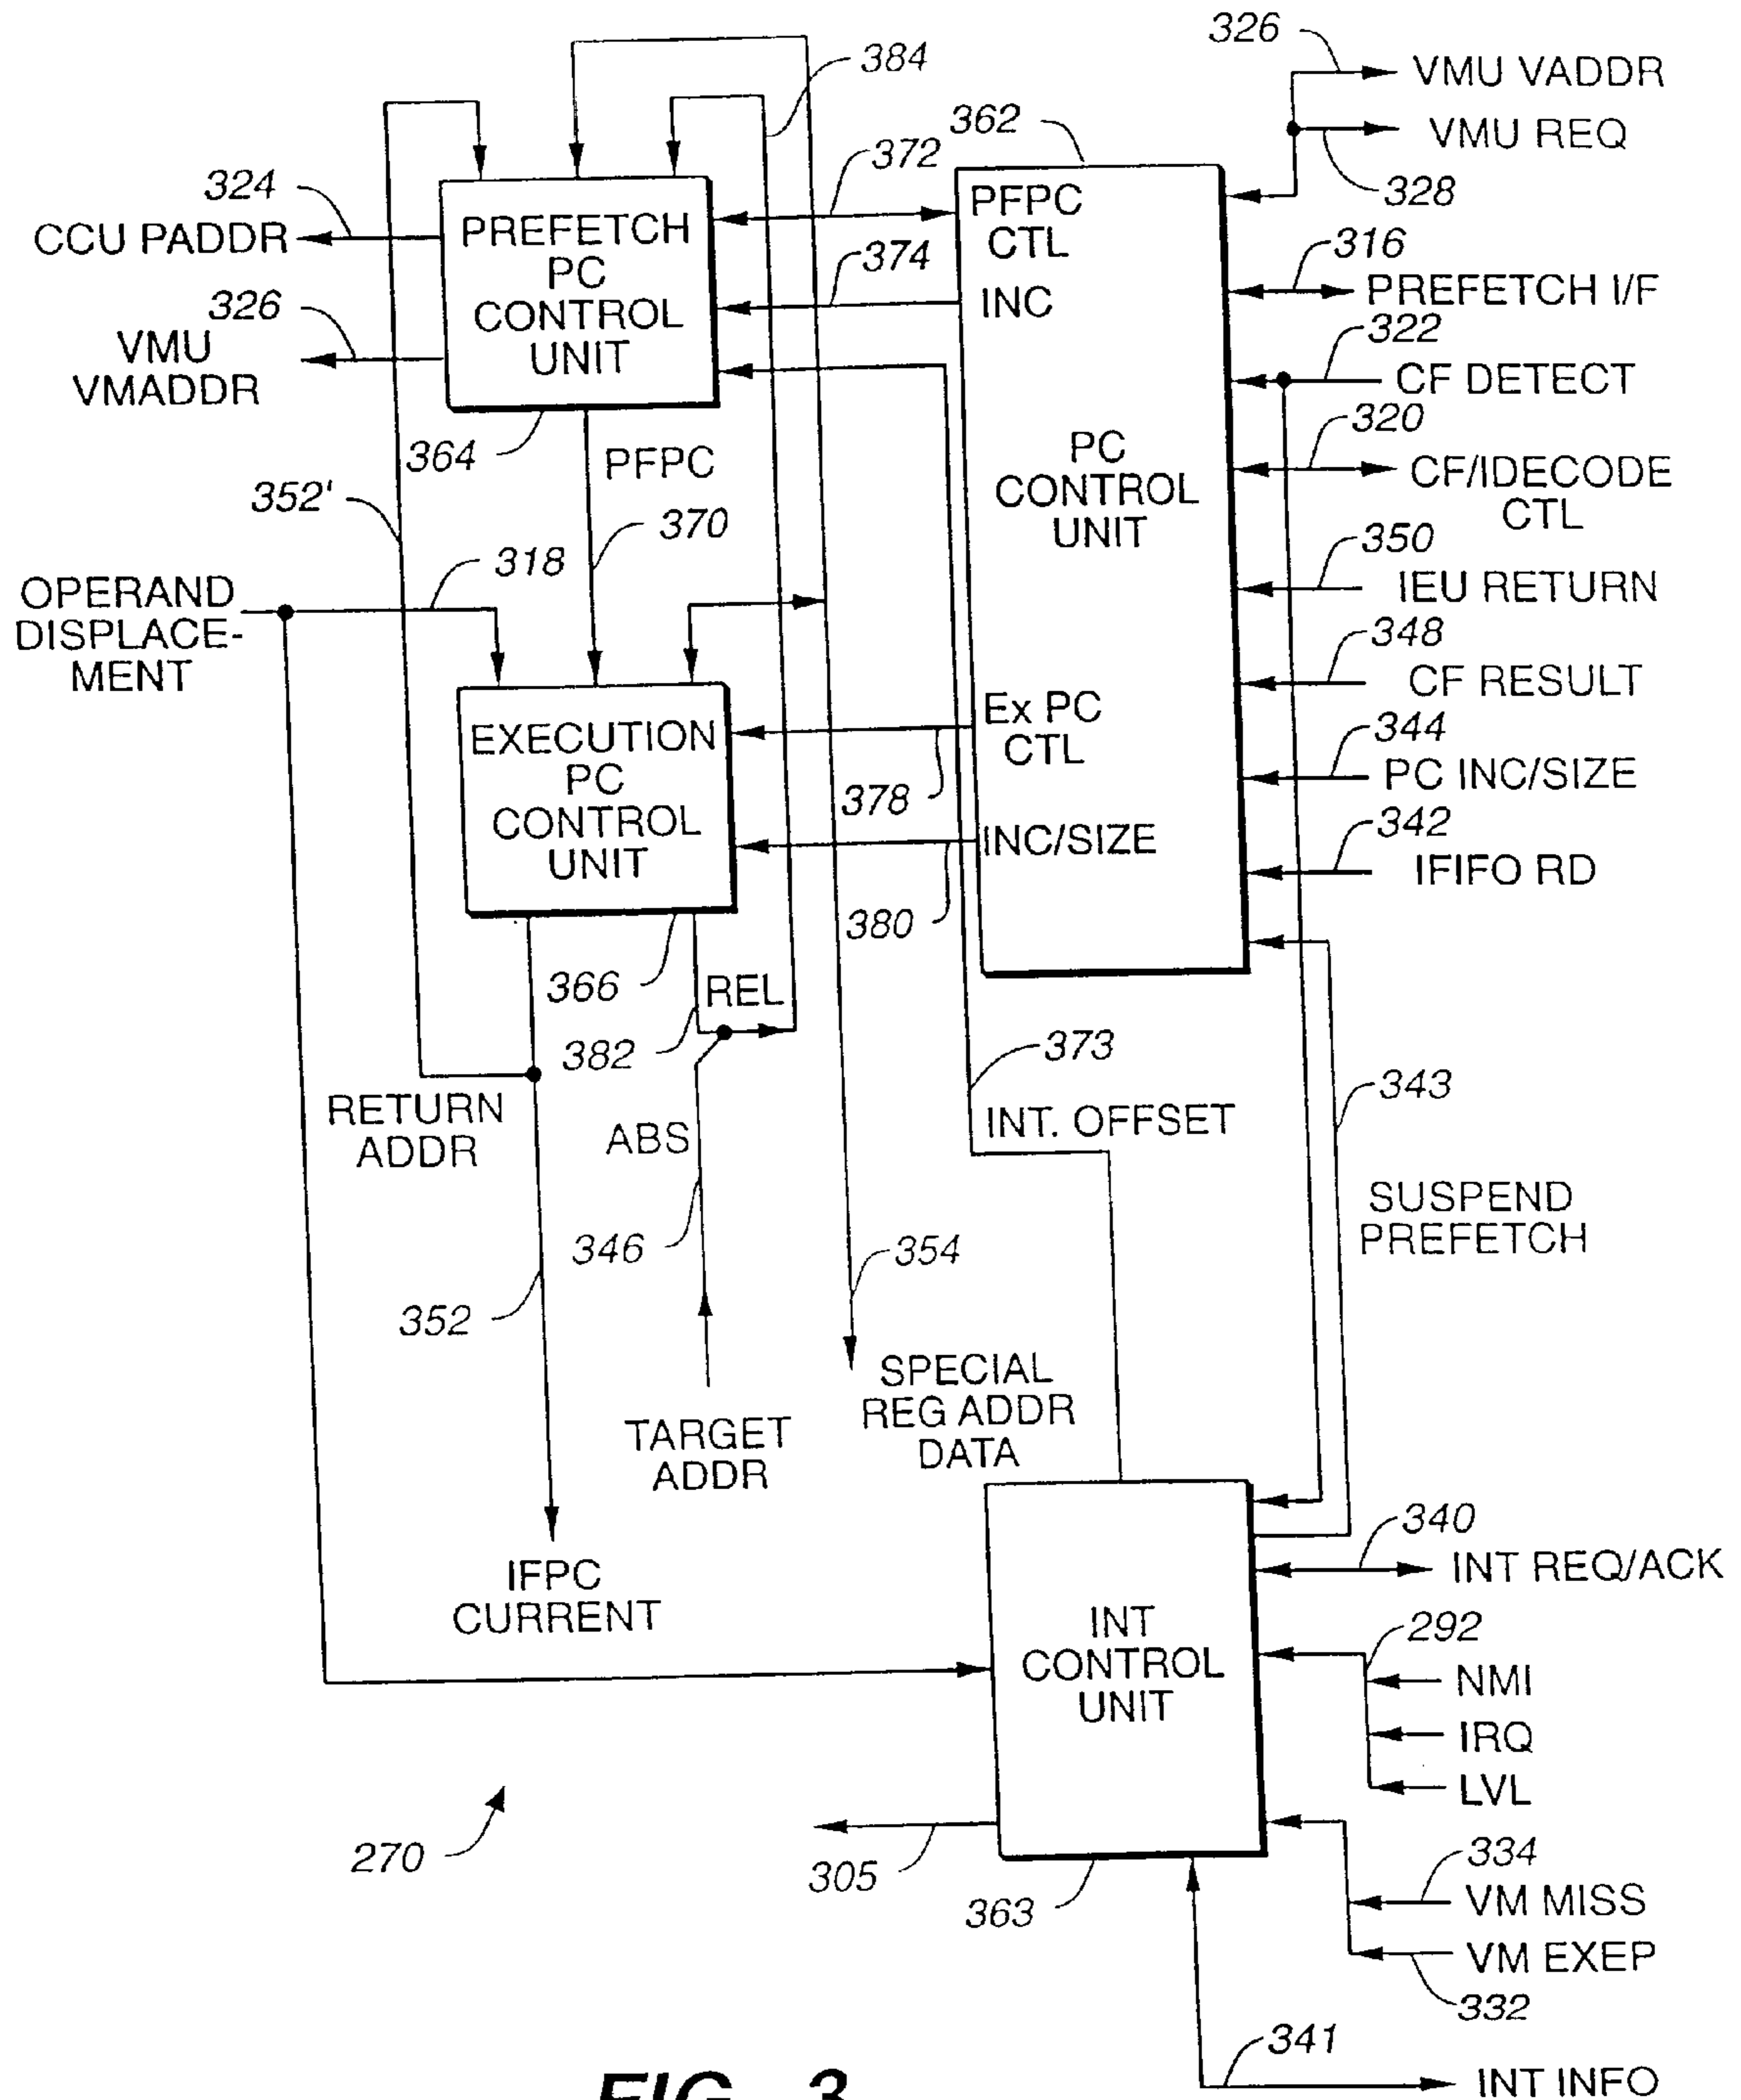 326
VMU VADDR
384
VMU REQ
362
328
372
324
PFPC
CTL
CCU PADDR
PREFETCH
PC
CONTROL
UNIT
374
316
PREFETCH I/F
326
INC
322
VMU
VMADDR
CF DETECT
320
364
PFPC
PC
CONTROL
UNIT
CF/IDECODE
CTL
352'
370
350
318
IEU RETURN
OPERAND
DISPLACE-
MENT
348
CF RESULT
Ex PC
CTL
344
EXECUTION
PC
CONTROL
UNIT
PC INC/SIZE
378
342
INC/SIZE
IFIFO RD
380
366
REL
382
373
343
RETURN
ADDR
ABS
INT. OFFSET
SUSPEND
PREFETCH
346
354
352
SPECIAL
REG ADDR
DATA
TARGET
ADDR
340
IFPC
CURRENT
INT REQ/ACK
INT
CONTROL
UNIT
292
NMI
IRQ
LVL
270
305
334
363
VM MISS
VM EXEP
332
341
INT INFO
FIG. 3